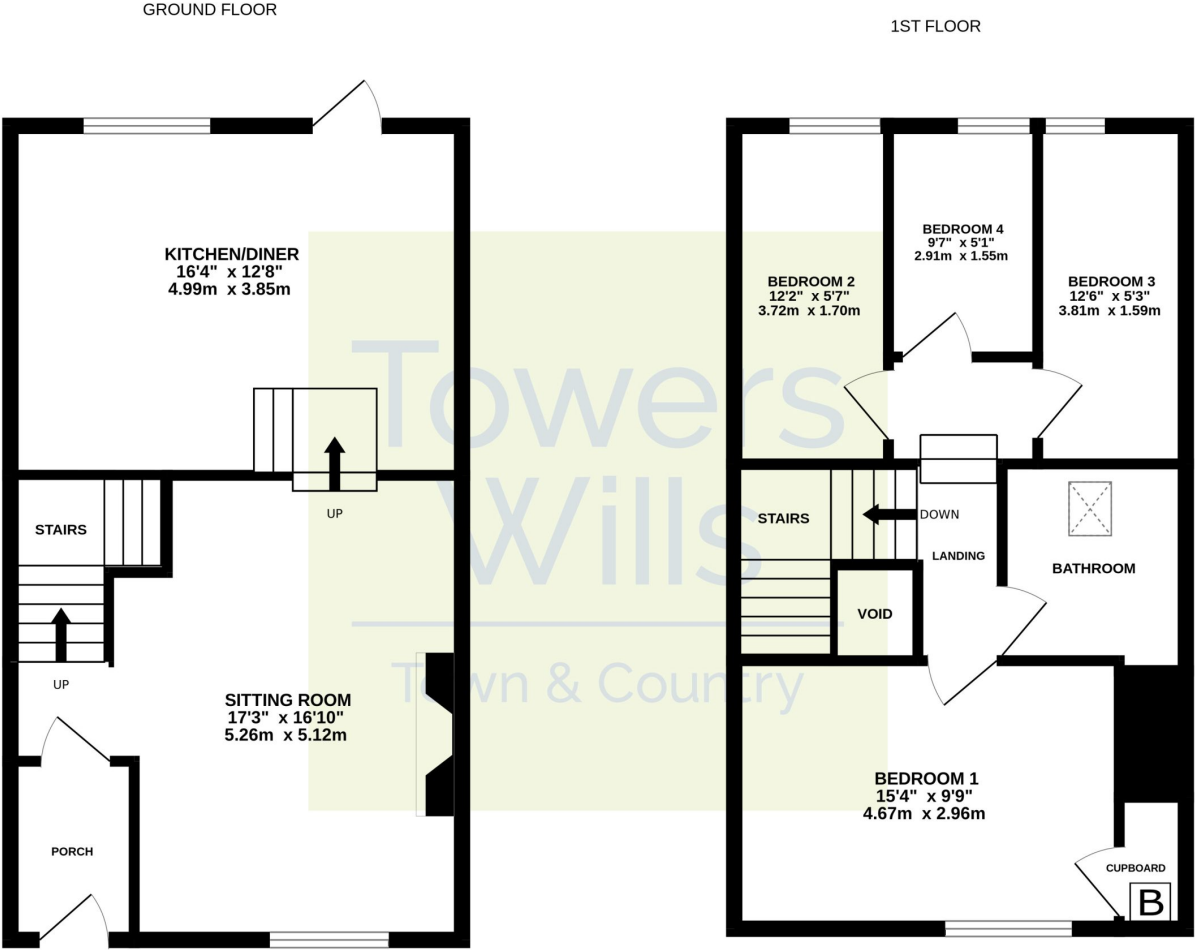 GROUND FLOOR
KITCHEN/DINER
16'4" x 12'8"
4.99m x 3.85m
UP
STAIRS
UP
SITTING ROOM
17'3" x 16'10"
5.26m x 5.12m
PORCH
1ST FLOOR
BEDROOM 4
9'7" x 5'1"
2.91m x 1.55m
BEDROOM 2
12'2" x 5'7"
3.72m x 1.70m
BEDROOM 3
12'6" x 5'3"
3.81m x 1.59m
STAIRS
DOWN
LANDING
BATHROOM
VOID
BEDROOM 1
15'4" x 9'9"
4.67m x 2.96m
CUPBOARD
B
Towers
Wills
Town & Country